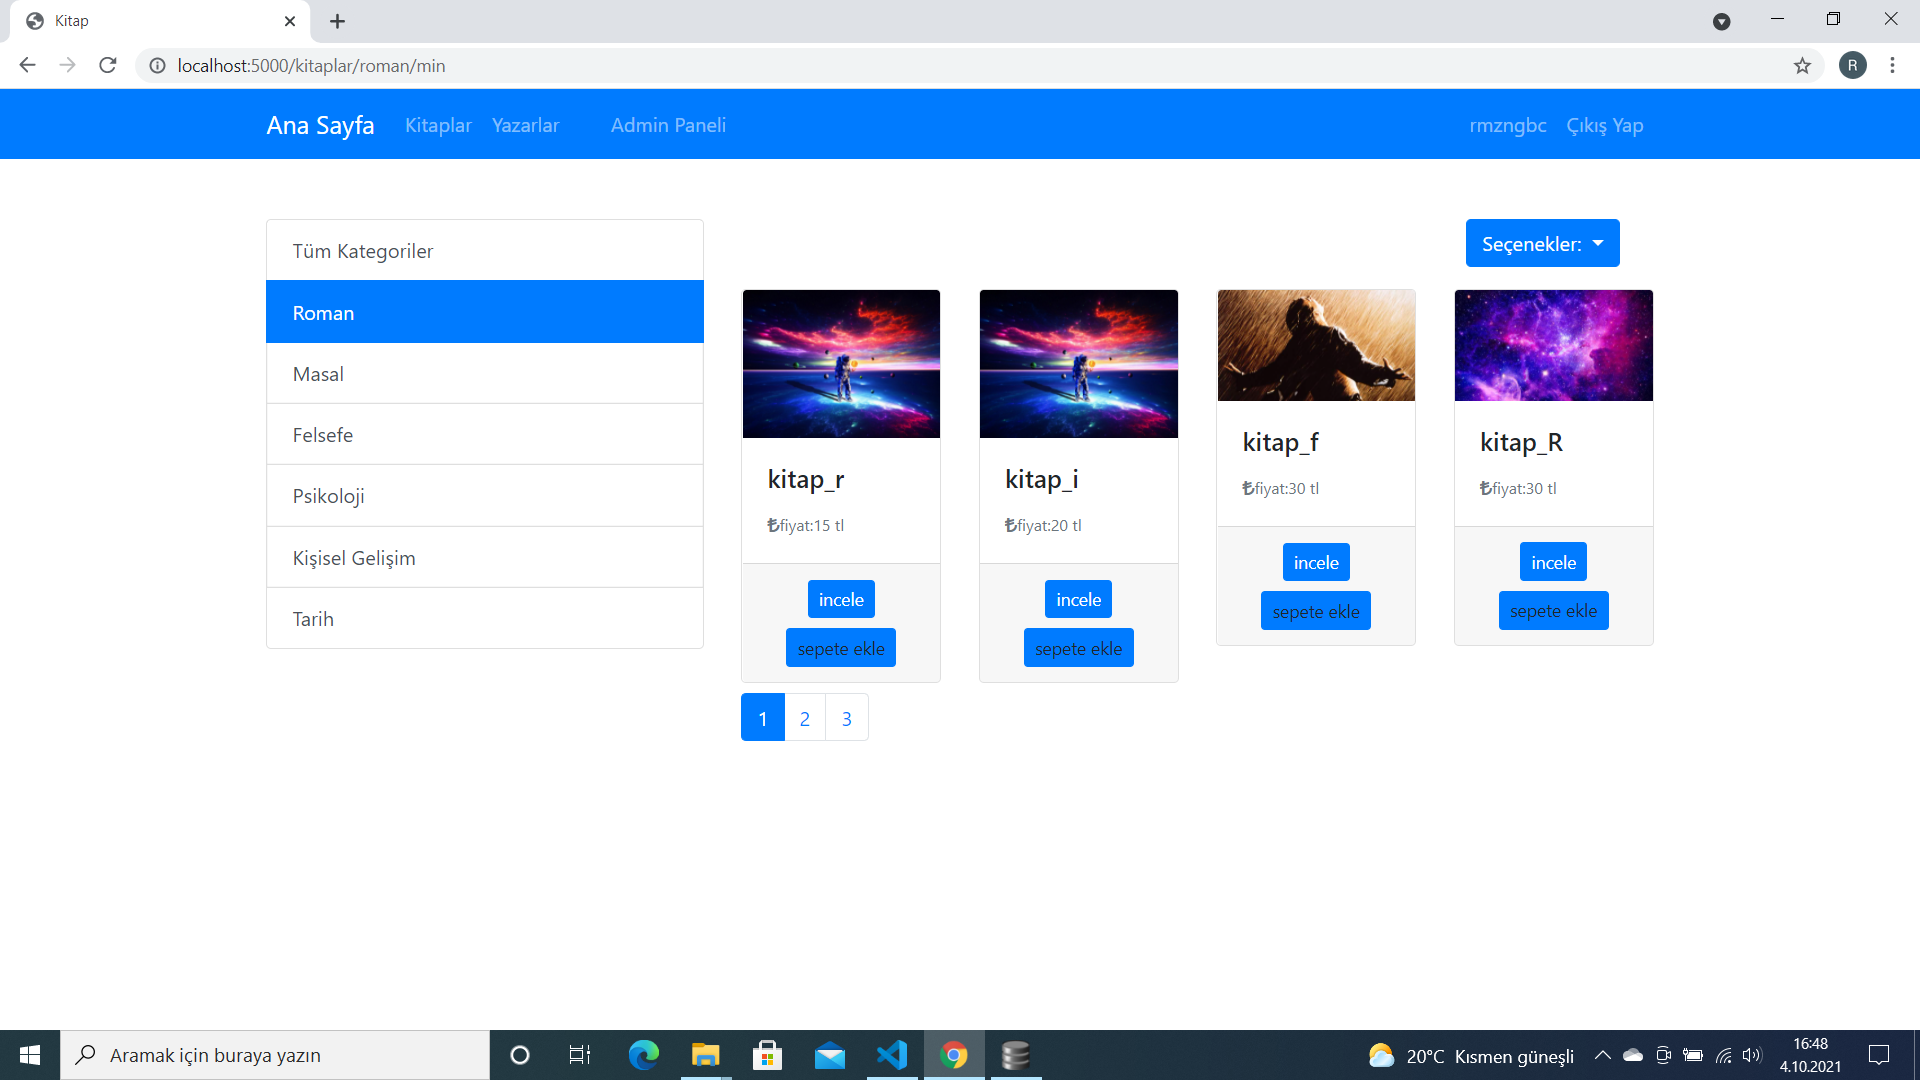 Kitap
localhost:5000/kitaplar/roman/min
R
Ana Sayfa Kitaplar Yazarlar Admin Paneli rmzngbc Çıkış Yap
Tüm Kategoriler
Roman
Masal
Felsefe
Psikoloji
Kişisel Gelişim
Tarih
Seçenekler:
kitap_r
₺fiyat:15 tl
incele
sepete ekle
kitap_i
₺fiyat:20 tl
incele
sepete ekle
kitap_f
₺fiyat:30 tl
incele
sepete ekle
kitap_R
₺fiyat:30 tl
incele
sepete ekle
1 2 3
Aramak için buraya yazın
20°C Kısmen güneşli
16:48
4.10.2021